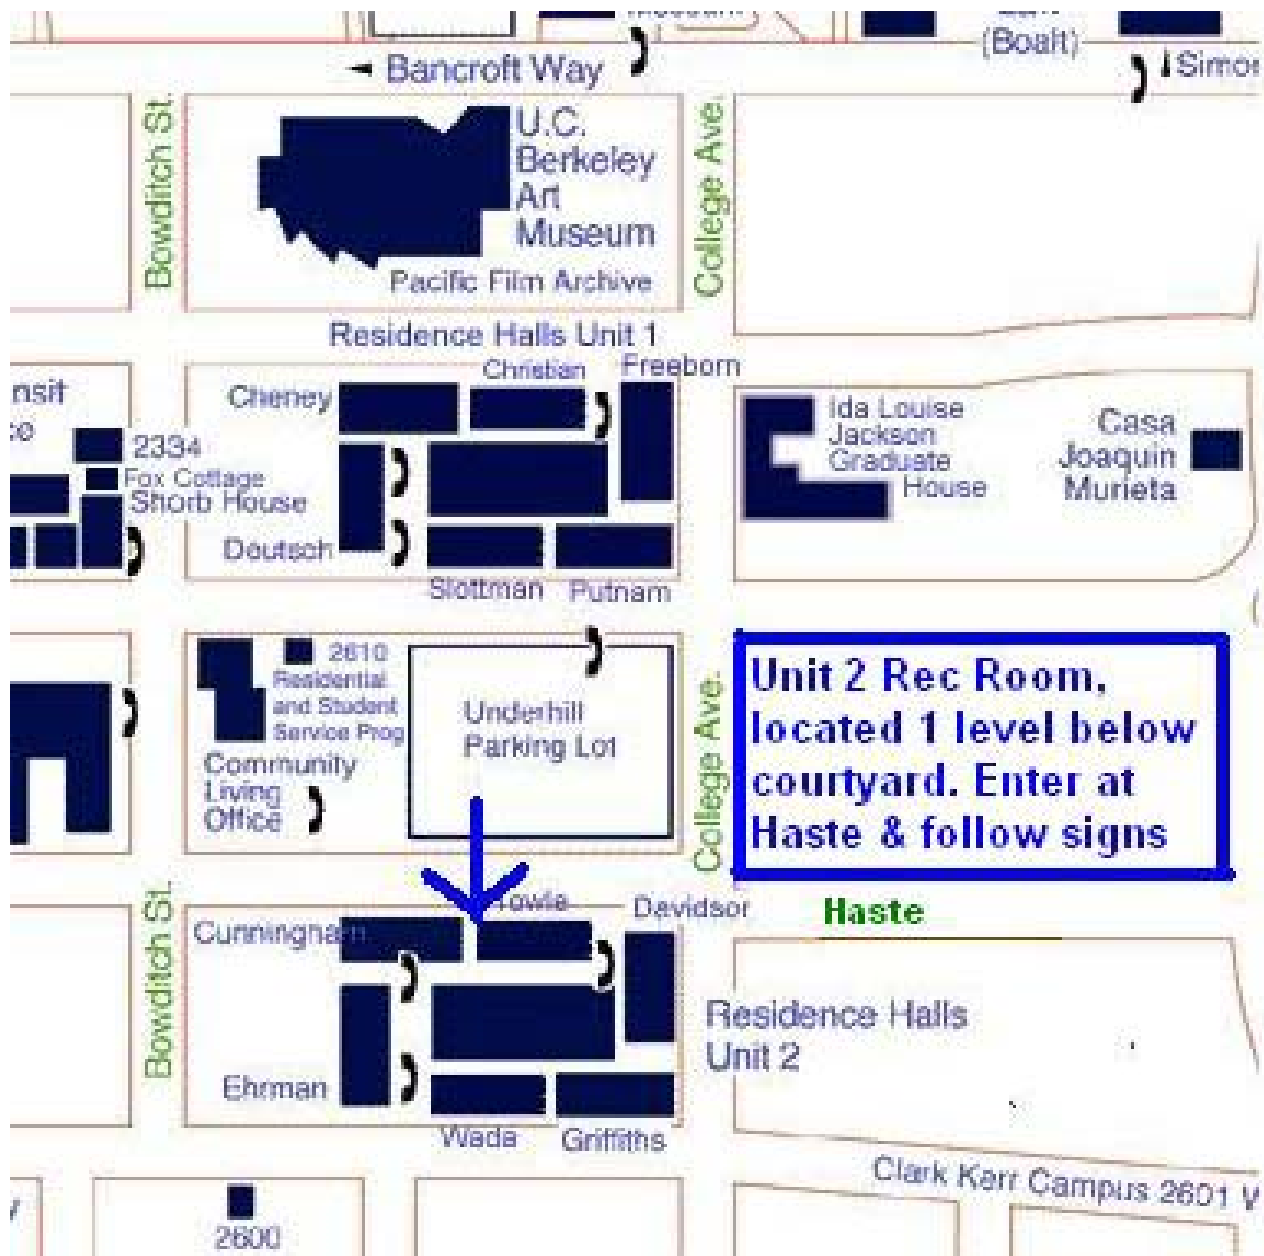 (Boalt)
Bancroft Way
Bowditch St.
U.C.
Berkeley
Art
Museum
Pacific Film Archive
College Ave.
Residence Halls Unit 1
Christian
Freeborn
Cheney
2334
Fox Cottage
Shorb House
Deutsch
Slottman
Putnam
Ida Louise
Jackson
Graduate
House
Casa
Joaquin
Murieta
2610
Residential
and Student
Service Prog
Community
Living
Office
Underhill
Parking Lot
College Ave.
Unit 2 Rec Room,
located 1 level below
courtyard. Enter at
Haste & follow signs
Bowditch St.
Towle
Davidsor
Cunningham
Haste
Residence Halls
Unit 2
Ehrman
Wada
Griffiths
Clark Kerr Campus 2601
2600